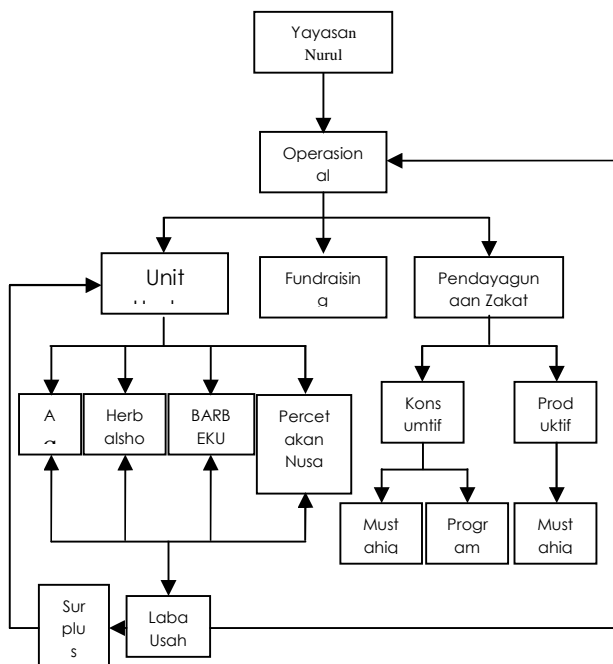 Yayasan
Nurul
Operasion
al
Unit
Fundraisin
g
Pendayagun
aan Zakat
A
Herb
alsho
BARB
EKU
Percet
akan
Nusa
Kons
umtif
Prod
uktif
Must
ahiq
Progr
am
Must
ahiq
Sur
plu
s
Laba
Usah